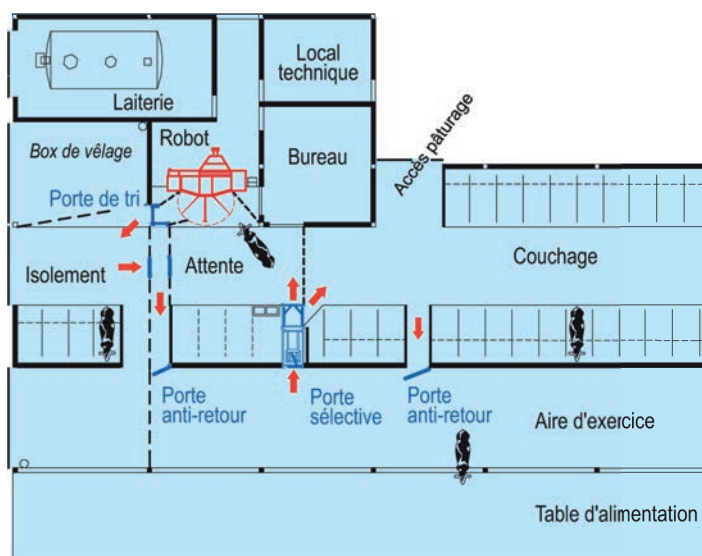 Laiterie
Local
technique
Robot
Box de vêlage
Bureau
Accès pâturage
Porte de tri
Couchage
Isolement
Attente
Porte
anti-retour
Porte
sélective
Porte
anti-retour
Aire d'exercice
Table d'alimentation